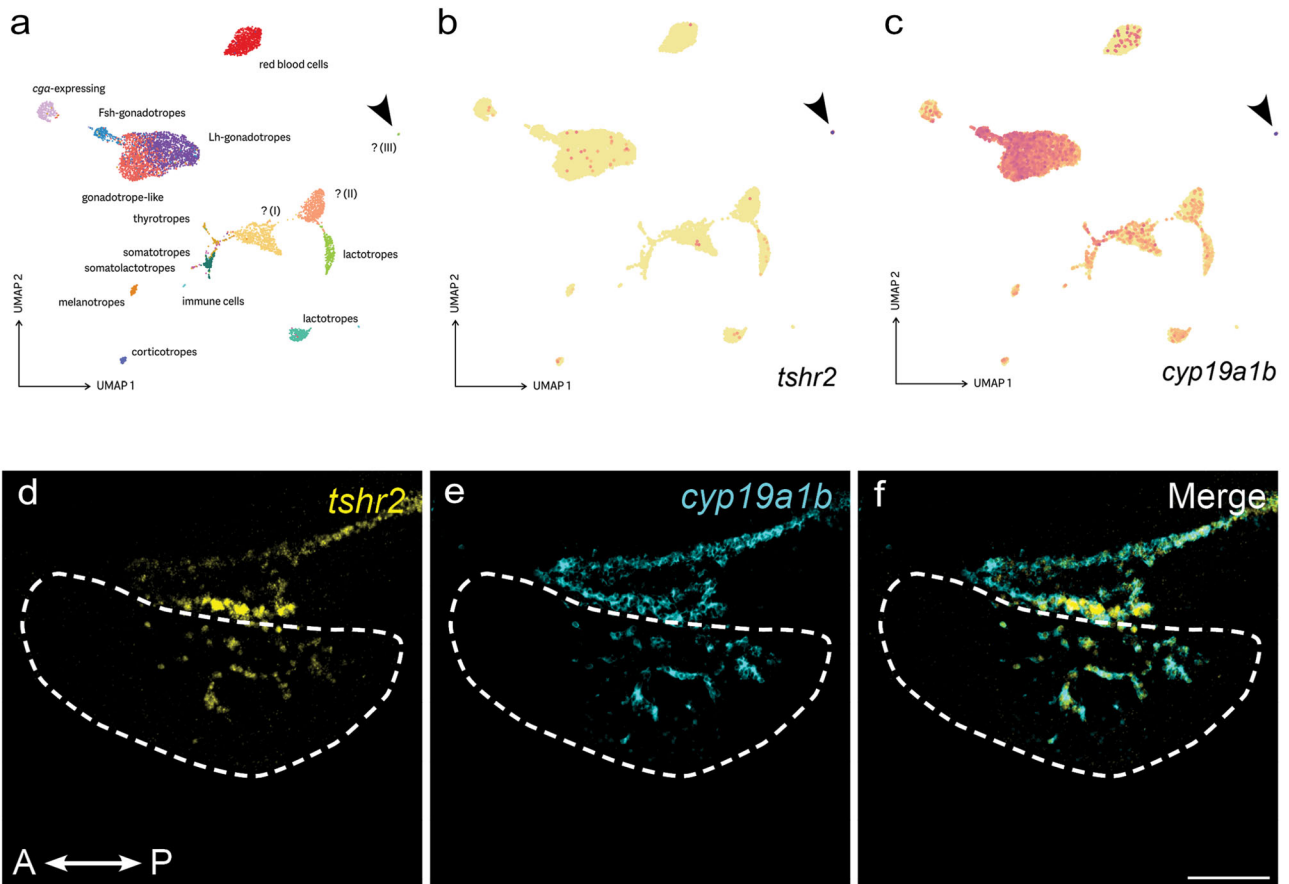 a
red blood cells
cga-expressing
Fsh-gonadotropes
Lh-gonadotropes
? (III)
gonadotrope-like
? (II)
? (I)
thyrotropes
somatotropes
lactotropes
somatolactotropes
melanotropes
immune cells
lactotropes
corticotropes
UMAP 2
UMAP 1
b
UMAP 2
UMAP 1
tshr2
c
UMAP 2
UMAP 1
cyp19a1b
d
tshr2
A
P
e
cyp19a1b
f
Merge